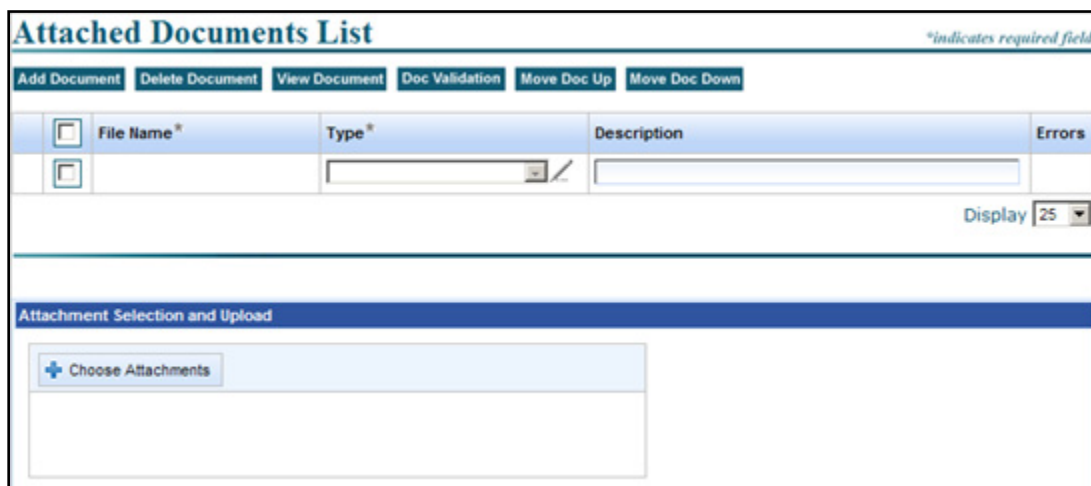 Attached Documents List
*indicates required field
Add Document Delete Document View Document Doc Validation Move Doc Up Move Doc Down
File Name* Type* Description Errors
Display 25
Attachment Selection and Upload
Choose Attachments